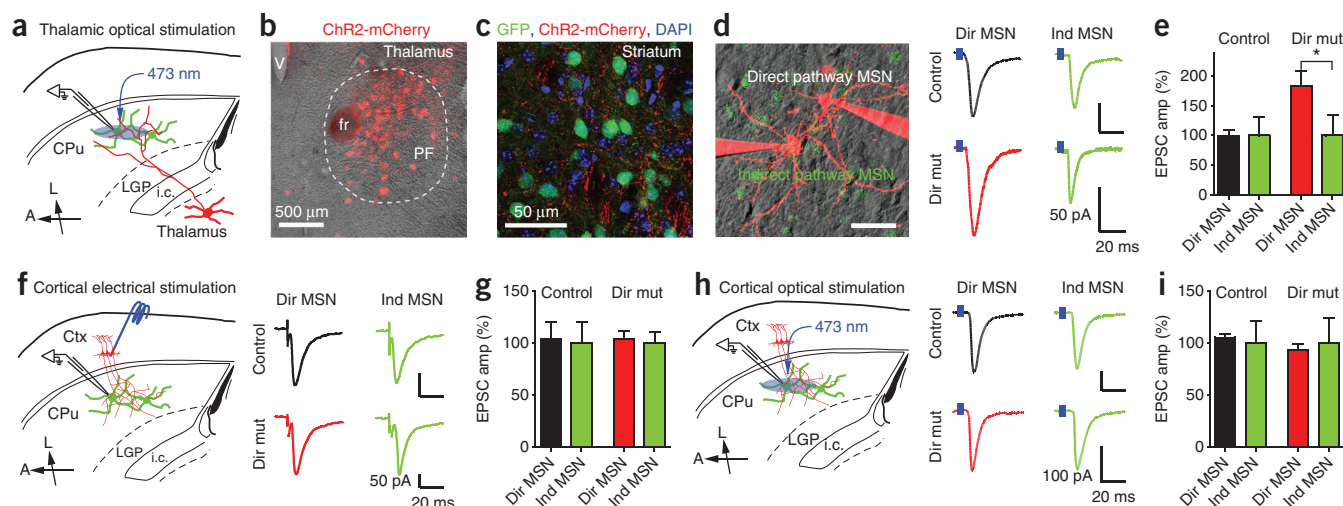 a Thalamic optical stimulation
473 nm
CPu
LGP
i.c.
L
A
Thalamus
b ChR2-mCherry
Thalamus
V
fr
PF
500 μm
c GFP, ChR2-mCherry, DAPI
Striatum
50 μm
d Direct pathway MSN
Indirect pathway MSN
Dir MSN
Ind MSN
Control
Dir mut
50 pA
20 ms
e Control
Dir mut
*
EPSC amp (%)
200
150
100
50
0
Dir MSN
Ind MSN
Dir MSN
Ind MSN
f Cortical electrical stimulation
Ctx
CPu
LGP
i.c.
L
A
Dir MSN
Ind MSN
Control
Dir mut
50 pA
20 ms
g
Control
Dir mut
EPSC amp (%)
150
100
50
0
Dir MSN
Ind MSN
Dir MSN
Ind MSN
h Cortical optical stimulation
Ctx
473 nm
CPu
LGP
i.c.
L
A
Dir MSN
Ind MSN
Control
Dir mut
100 pA
20 ms
i
Control
Dir mut
EPSC amp (%)
150
100
50
0
Dir MSN
Ind MSN
Dir MSN
Ind MSN